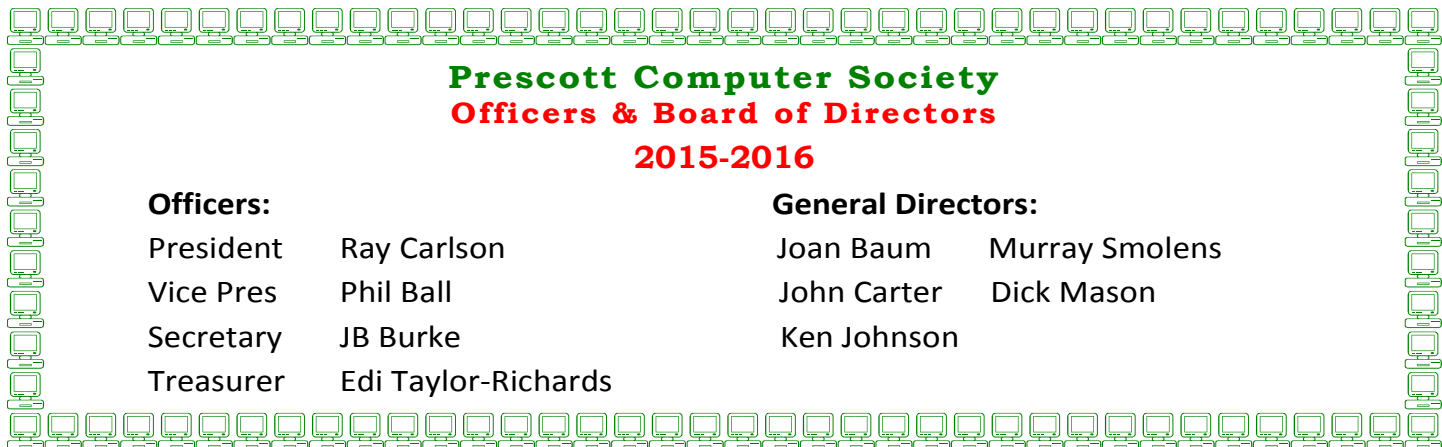 Prescott Computer Society
Officers & Board of Directors
2015-2016
Officers:
President Ray Carlson
Vice Pres Phil Ball
Secretary JB Burke
Treasurer Edi Taylor-Richards
General Directors:
Joan Baum Murray Smolens
John Carter Dick Mason
Ken Johnson